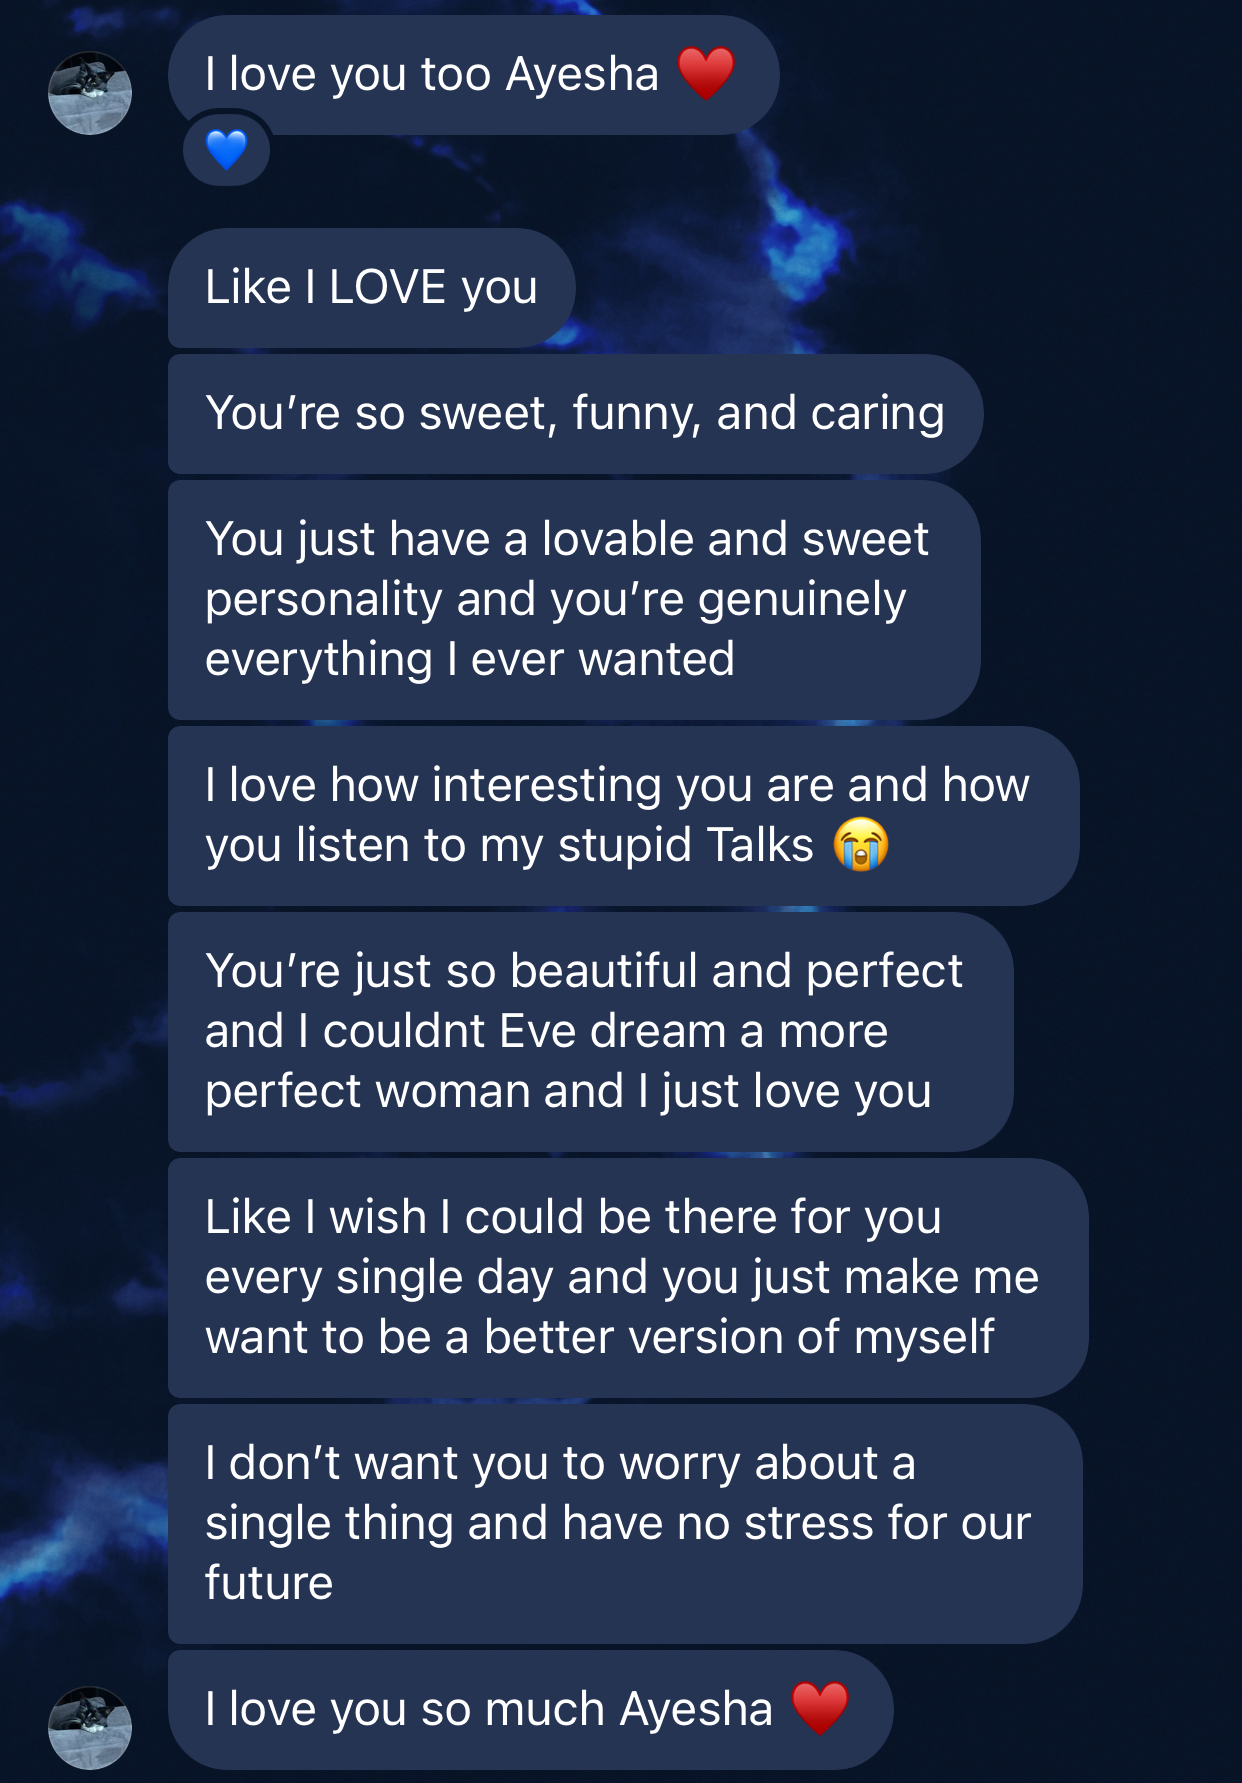 I love you too Ayesha ♥️
💙
Like I LOVE you
You’re so sweet, funny, and caring
You just have a lovable and sweet
personality and you’re genuinely
everything I ever wanted
I love how interesting you are and how
you listen to my stupid Talks 😭
You’re just so beautiful and perfect
and I couldnt Eve dream a more
perfect woman and I just love you
Like I wish I could be there for you
every single day and you just make me
want to be a better version of myself
I don’t want you to worry about a
single thing and have no stress for our
future
I love you so much Ayesha ♥️